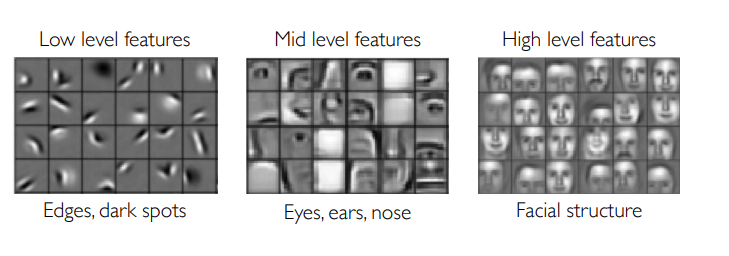 Low level features
Mid level features
High level features
Edges, dark spots
Eyes, ears, nose
Facial structure